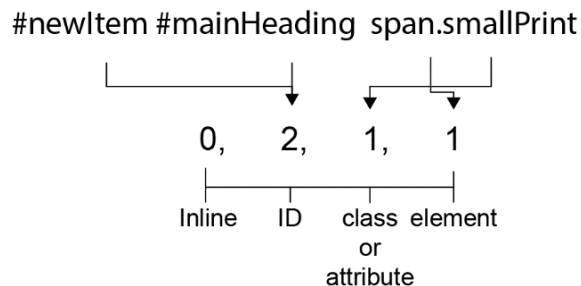 #newItem #mainHeading span.smallPrint
0, 2, 1, 1
Inline ID class element
or
attribute